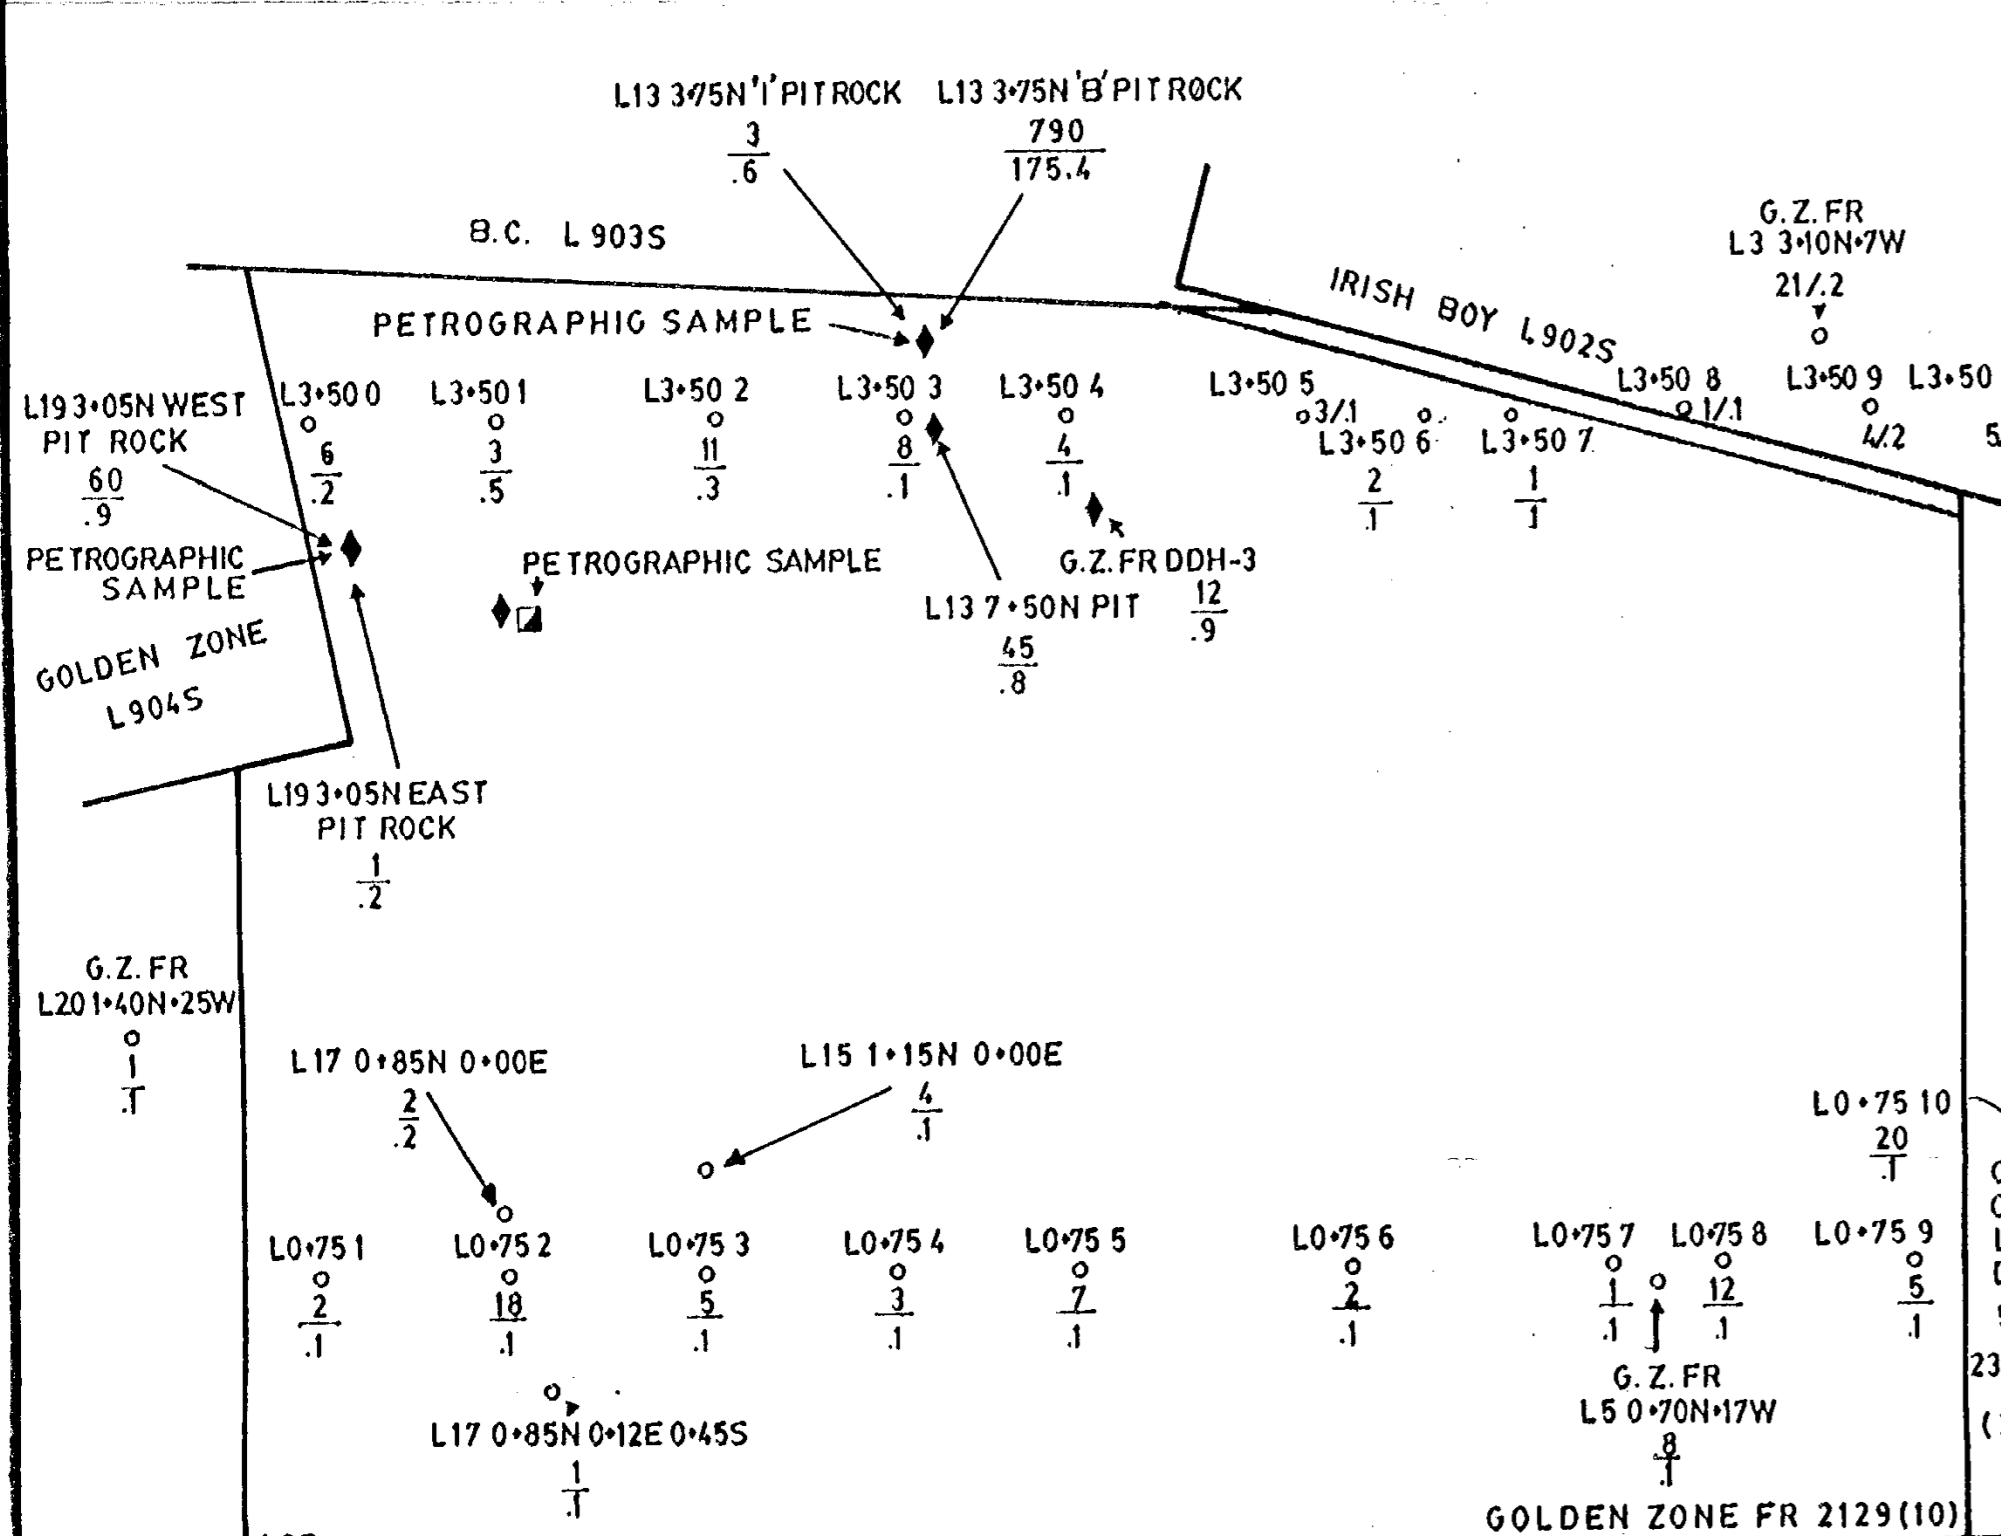 L13 3+75N 'I' PIT ROCK
3
.6
L13 3+75N 'B' PIT ROCK
790
175.4
B.C. L 903S
G.Z. FR
L3 3+10N+7W
21/.2
IRISH BOY L902S
PETROGRAPHIC SAMPLE
L19 3+05N WEST
PIT ROCK
60
.9
L3+50 0
6
.2
L3+50 1
3
.5
L3+50 2
11
.3
L3+50 3
8
.1
L3+50 4
4
.1
L3+50 5
3/.1
L3+50 6
2
.1
L3+50 7
1
.1
L3+50 8
1/.1
L3+50 9
4/.2
L3+50
5/
PETROGRAPHIC
SAMPLE
PETROGRAPHIC SAMPLE
G.Z. FR DDH-3
12
.9
L13 7+50N PIT
45
.8
GOLDEN ZONE
L904S
L19 3+05N EAST
PIT ROCK
1
.2
G.Z. FR
L20 1+40N+25W
1
.1
L17 0+85N 0+00E
2
.2
L15 1+15N 0+00E
4
.1
L0+75 10
20
.1
L0+75 1
2
.1
L0+75 2
18
.1
L0+75 3
5
.1
L0+75 4
3
.1
L0+75 5
7
.1
L0+75 6
2
.1
L0+75 7
1
.1
L0+75 8
12
.1
L0+75 9
5
.1
23
G.Z. FR
L5 0+70N+17W
8
.1
L17 0+85N 0+12E 0+45S
1
.1
GOLDEN ZONE FR 2129(10)